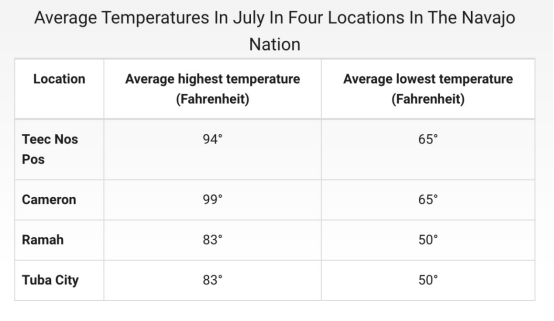 Average Temperatures In July In Four Locations In The Navajo
Nation
Location Average highest temperature Average lowest temperature
(Fahrenheit) (Fahrenheit)
Teec Nos 94° 65°
Pos
Cameron 99° 65°
Ramah 83° 50°
Tuba City 83° 50°